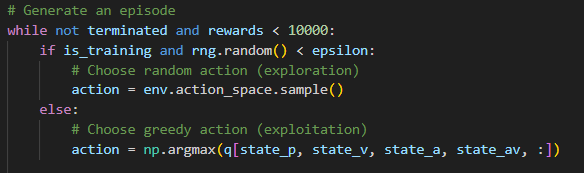 # Generate an episode
while not terminated and rewards < 10000:
    if is_training and rng.random() < epsilon:
        # Choose random action (exploration)
        action = env.action_space.sample()
    else:
        # Choose greedy action (exploitation)
        action = np.argmax(q[state_p, state_v, state_a, state_av, :])